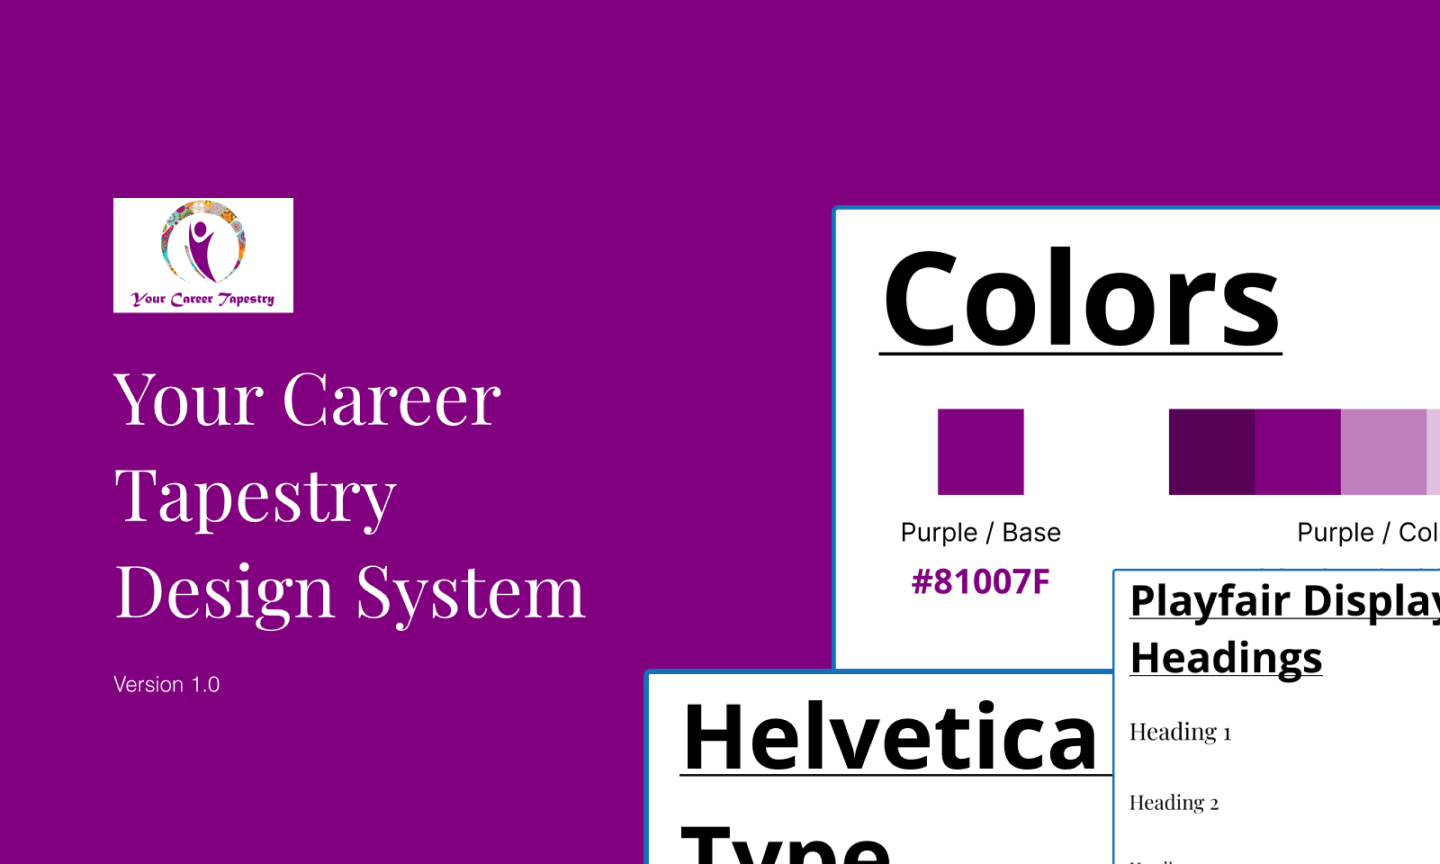 Your Career Tapestry
Your Career
Tapestry
Design System
Version 1.0
Colors
Purple / Base
#81007F
Purple / Col
Playfair Display
Headings
Heading 1
Heading 2
Helvetica
Type